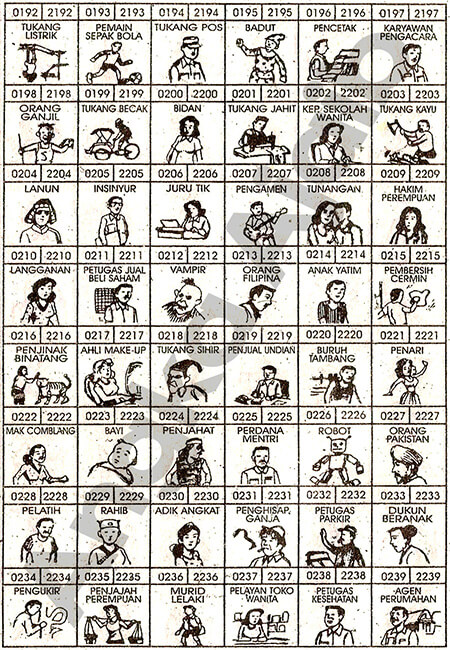 0192 2192 0193 2193 0194 2194 0195 2195 0196 2196 0197 2197
TUKANG LISTRIK
PEMAIN SEPAK BOLA
TUKANG POS
BADUT
PENCETAK
KARYAWAN PENGACARA
0198 2198 0199 2199 0200 2200 0201 2201 0202 2202 0203 2203
ORANG GANJIL
TUKANG BECAK
BIDAN
TUKANG JAHIT
KEP. SEKOLAH WANITA
TUKANG KAYU
0204 2204 0205 2205 0206 2206 0207 2207 0208 2208 0209 2209
LANUN
INSINYUR
JURU TIK
PENGAMEN
TUNANGAN
HAKIM PEREMPUAN
0210 2210 0211 2211 0212 2212 0213 2213 0214 2214 0215 2215
LANGGANAN
PETUGAS JUAL BELI SAHAM
VAMPIR
ORANG FILIPINA
ANAK YATIM
PEMBERSIH CERMIN
0216 2216 0217 2217 0218 2218 0219 2219 0220 2220 0221 2221
PENJINAK BINATANG
AHLI MAKE-UP
TUKANG SIHIR
PENJUAL UNDIAN
BURUH TAMBANG
PENARI
0222 2222 0223 2223 0224 2224 0225 2225 0226 2226 0227 2227
MAK COMBLANG
BAYI
PENJAHAT
PERDANA MENTRI
ROBOT
ORANG PAKISTAN
0228 2228 0229 2229 0230 2230 0231 2231 0232 2232 0233 2233
PELATIH
RAHIB
ADIK ANGKAT
PENGHISAP GANJA
PETUGAS PARKIR
DUKUN BERANAK
0234 2234 0235 2235 0236 2236 0237 2237 0238 2238 0239 2239
PENGUKIR
PENJAJAH PEREMPUAN
MURID LELAKI
PELAYAN TOKO WANITA
PETUGAS KESEHATAN
AGEN PERUMAHAN